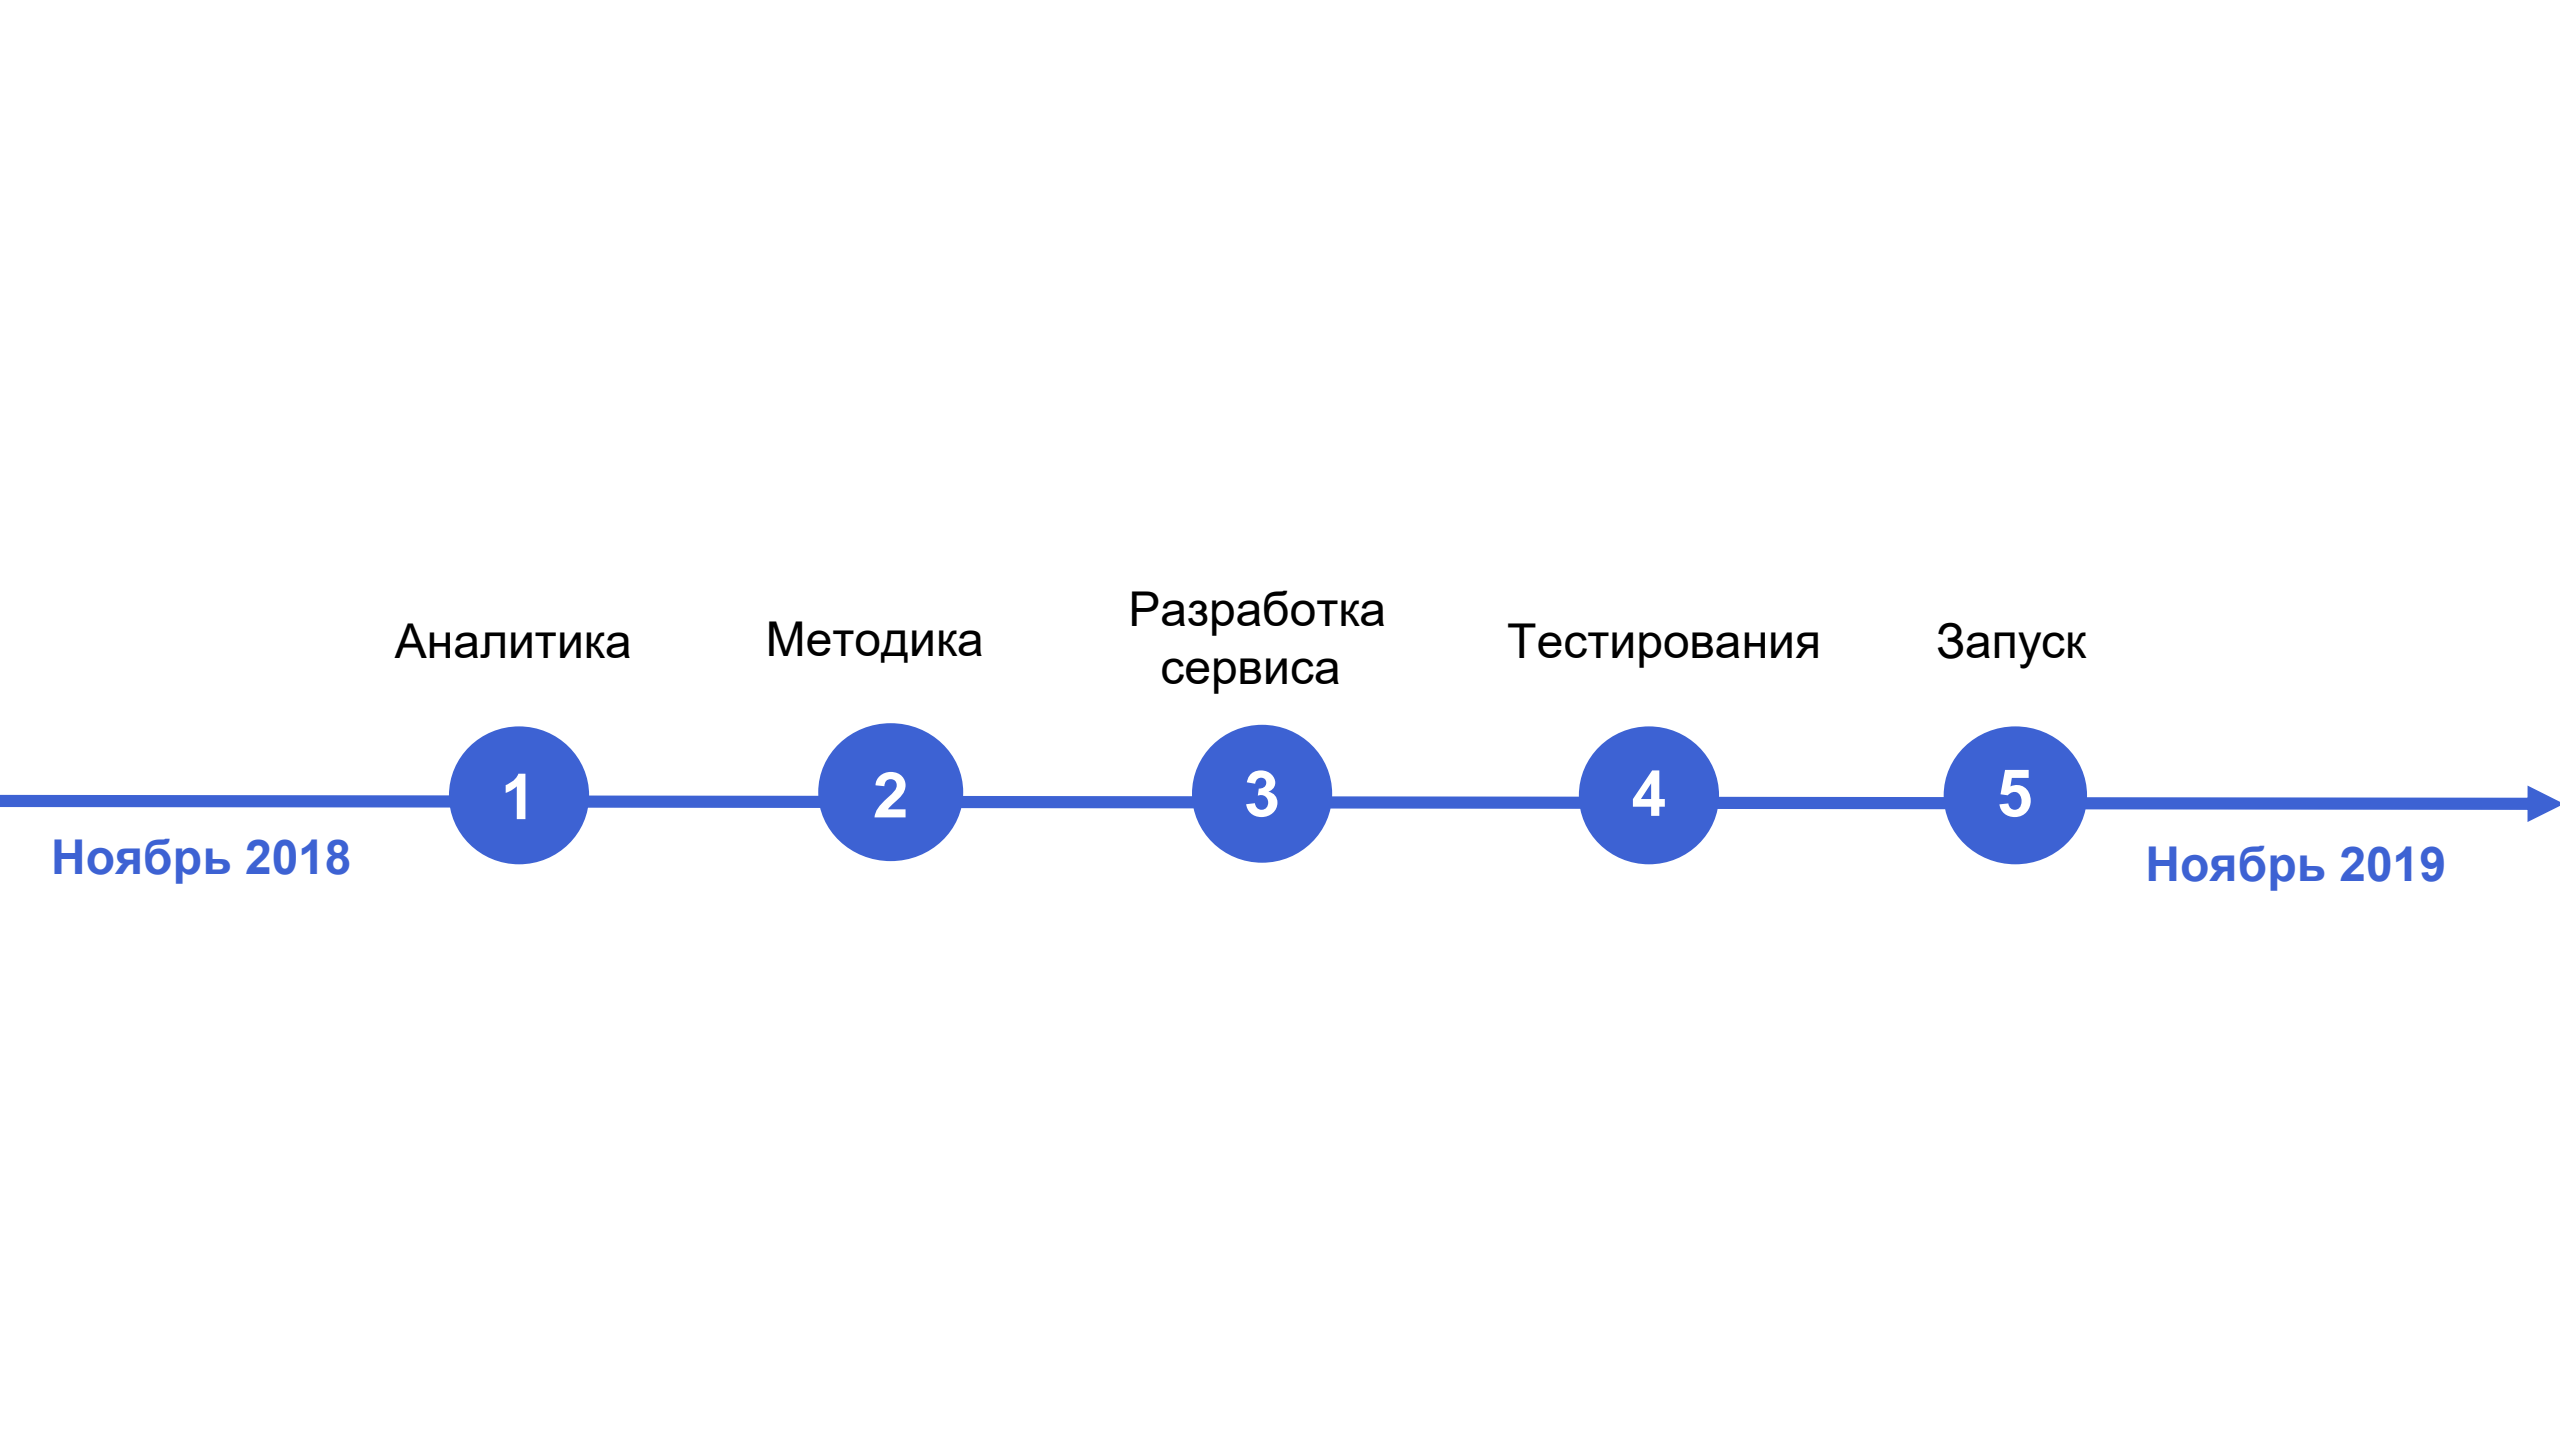 Аналитика
Методика
Разработка
сервиса
Тестирования
Запуск
1
2
3
4
5
Ноябрь 2018
Ноябрь 2019